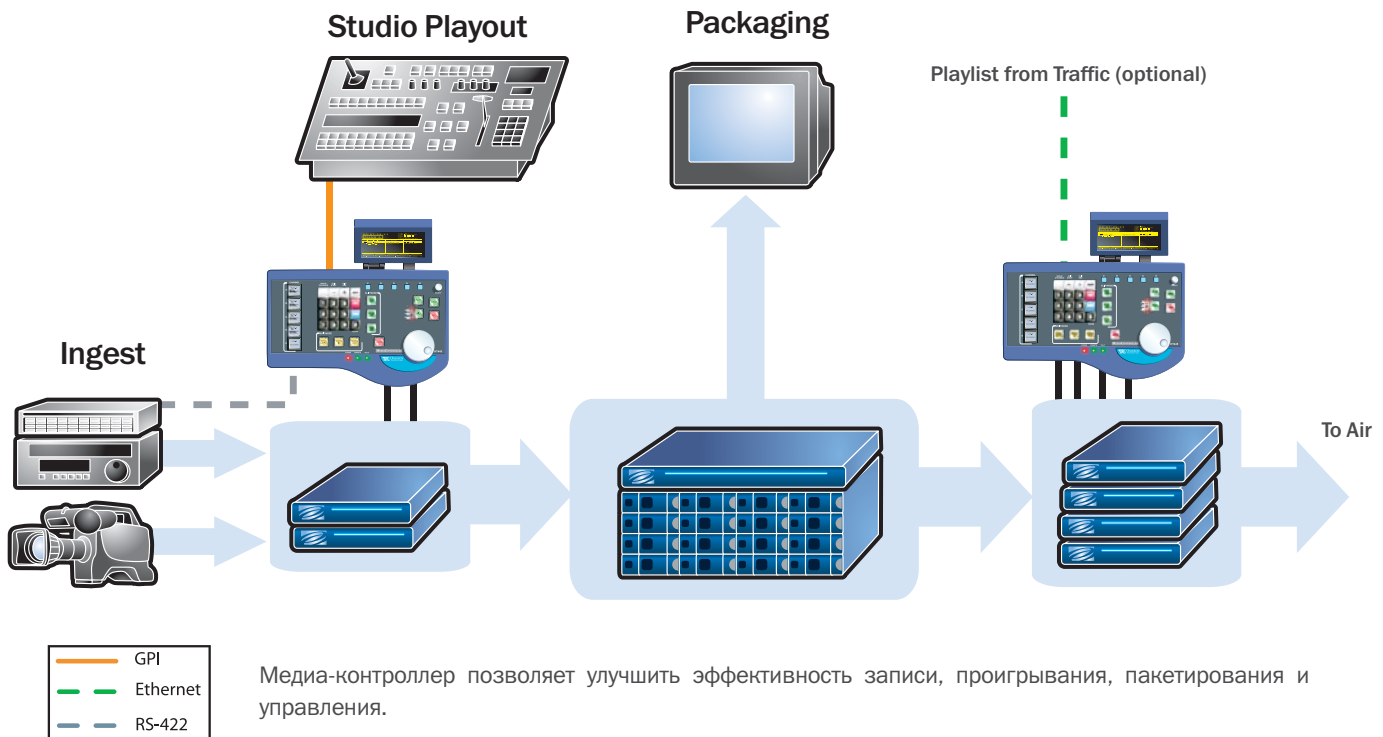 Studio Playout
Packaging
Playlist from Traffic (optional)
Ingest
To Air
GPI
Ethernet
RS-422
Медиа-контроллер позволяет улучшить эффективность записи, проигрывания, пакетирования и
управления.